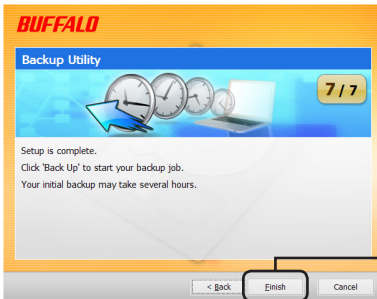 BUFFALO
Backup Utility
7/7
Setup is complete.
Click 'Back Up' to start your backup job.
Your initial backup may take several hours.
< Back
Finish
Cancel